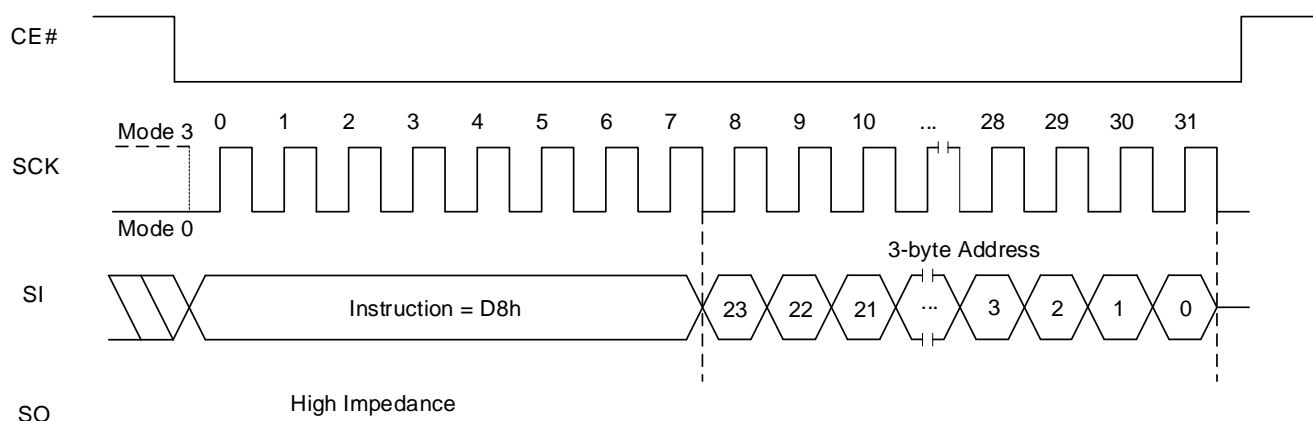 CE#
Mode 3
0 1 2 3 4 5 6 7 8 9 10 ... 28 29 30 31
SCK
Mode 0
3-byte Address
SI
Instruction = D8h
23 22 21 ... 3 2 1 0
High Impedance
SO